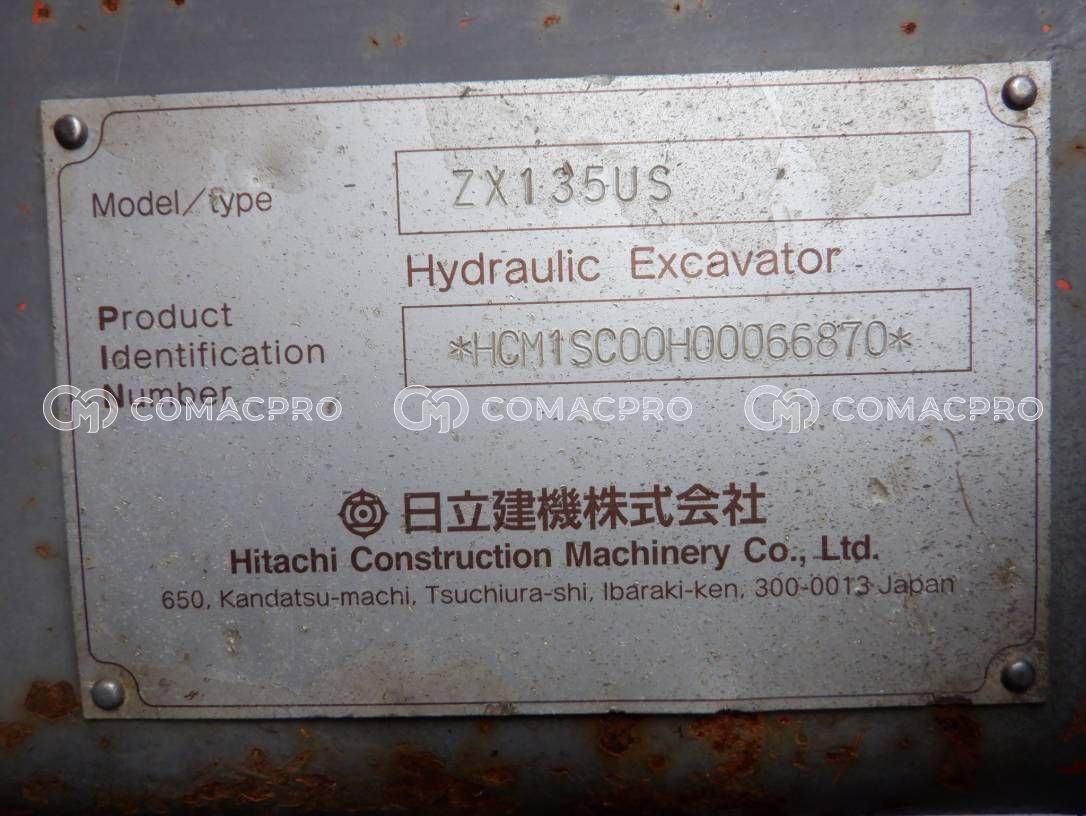 Model/type ZX135US
Hydraulic Excavator
Product
Identification *HCM1SC00H00066870*
Number
COMACPRO COMACPRO COMACPRO
日立建機株式会社
Hitachi Construction Machinery Co., Ltd.
650, Kandatsu-machi, Tsuchiura-shi, Ibaraki-ken, 300-0013 Japan